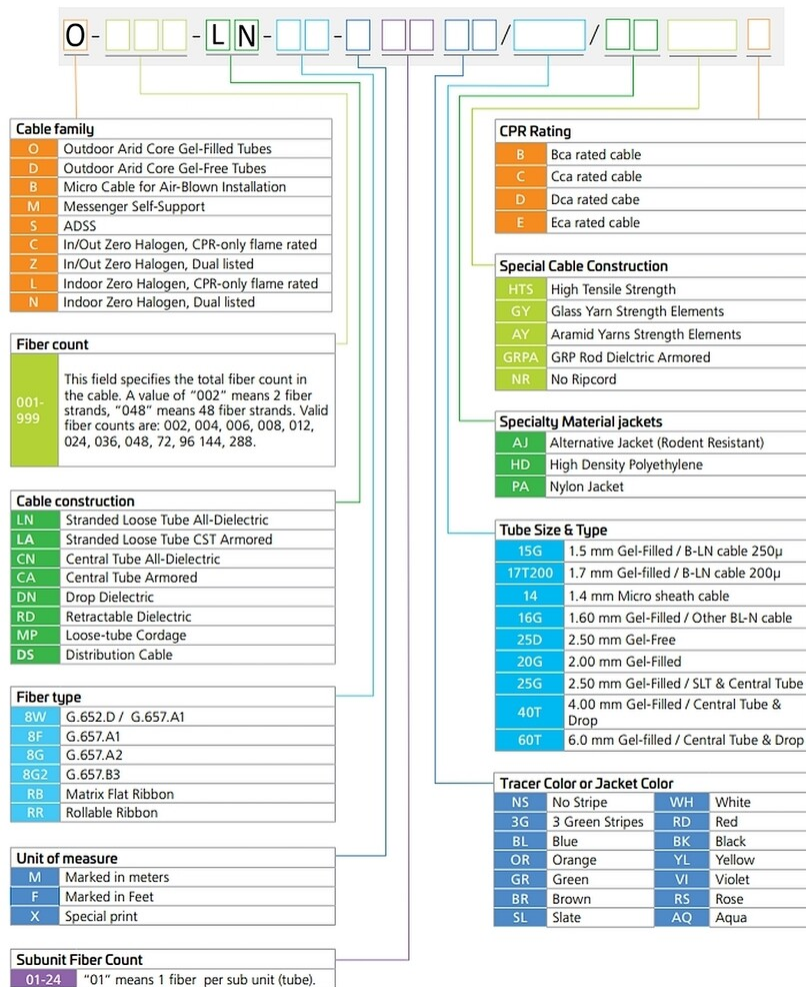 O - - LN - - / /
Cable family
O Outdoor Arid Core Gel-Filled Tubes
D Outdoor Arid Core Gel-Free Tubes
B Micro Cable for Air-Blown Installation
M Messenger Self-Support
S ADSS
C In/Out Zero Halogen, CPR-only flame rated
Z In/Out Zero Halogen, Dual listed
L Indoor Zero Halogen, CPR-only flame rated
N Indoor Zero Halogen, Dual listed
Fiber count
001-
999
This field specifies the total fiber count in
the cable. A value of "002" means 2 fiber
strands, "048" means 48 fiber strands. Valid
fiber counts are: 002, 004, 006, 008, 012,
024, 036, 048, 72, 96 144, 288.
Cable construction
LN Stranded Loose Tube All-Dielectric
LA Stranded Loose Tube CST Armored
CN Central Tube All-Dielectric
CA Central Tube Armored
DN Drop Dielectric
RD Retractable Dielectric
MP Loose-tube Cordage
DS Distribution Cable
Fiber type
8W G.652.D / G.657.A1
8F G.657.A1
8G G.657.A2
8G2 G.657.B3
RB Matrix Flat Ribbon
RR Rollable Ribbon
Unit of measure
M Marked in meters
F Marked in Feet
X Special print
Subunit Fiber Count
01-24 "01" means 1 fiber per sub unit (tube).
CPR Rating
B Bca rated cable
C Cca rated cable
D Dca rated cabe
E Eca rated cable
Special Cable Construction
HTS High Tensile Strength
GY Glass Yarn Strength Elements
AY Aramid Yarns Strength Elements
GRPA GRP Rod Dielctric Armored
NR No Ripcord
Specialty Material jackets
AJ Alternative Jacket (Rodent Resistant)
HD High Density Polyethylene
PA Nylon Jacket
Tube Size & Type
15G 1.5 mm Gel-Filled / B-LN cable 250µ
17T200 1.7 mm Gel-filled / B-LN cable 200µ
14 1.4 mm Micro sheath cable
16G 1.60 mm Gel-Filled / Other BL-N cable
25D 2.50 mm Gel-Free
20G 2.00 mm Gel-Filled
25G 2.50 mm Gel-Filled / SLT & Central Tube
40T 4.00 mm Gel-Filled / Central Tube &
Drop
60T 6.0 mm Gel-filled / Central Tube & Drop
Tracer Color or Jacket Color
NS No Stripe WH White
3G 3 Green Stripes RD Red
BL Blue BK Black
OR Orange YL Yellow
GR Green VI Violet
BR Brown RS Rose
SL Slate AQ Aqua